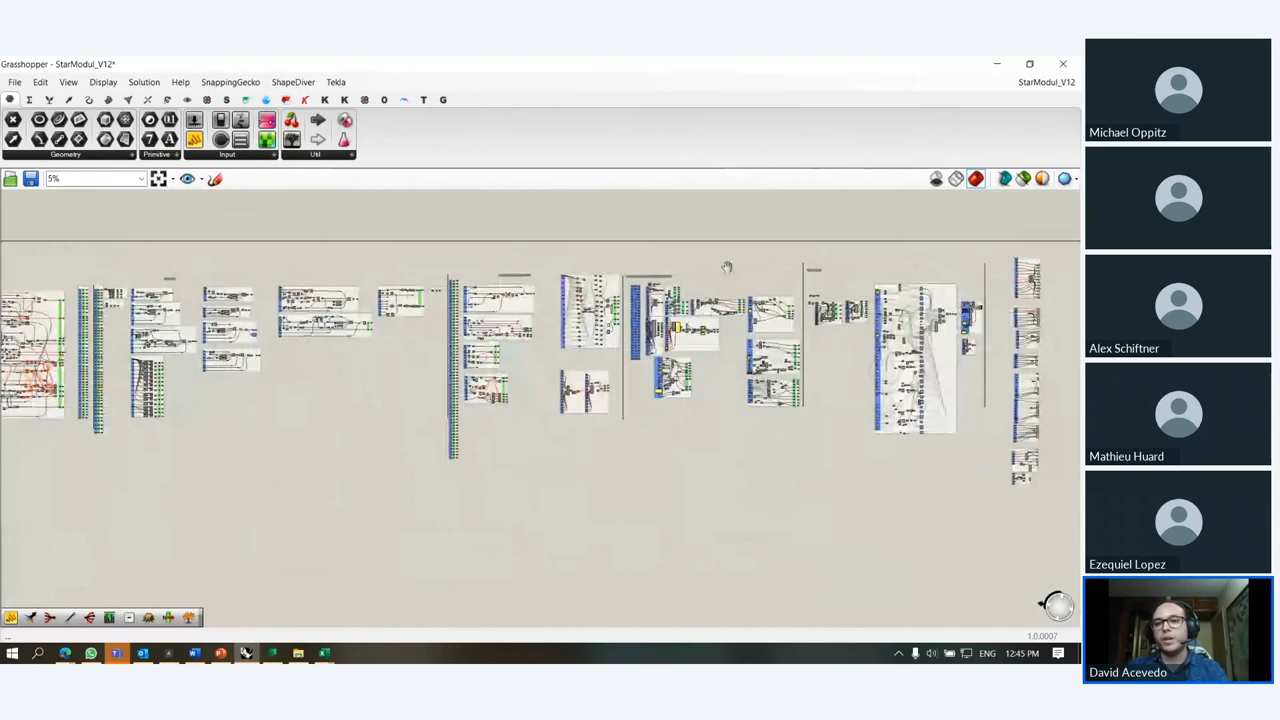 Grasshopper - StarModul_V12*
File Edit View Display Solution Help SnappingGecko ShapeDiver Tekla
StarModul_V12
S K K K O T G
Geometry Primitive Input Util
5%
1.0.0007
ENG 12:45 PM
Michael Oppitz
Alex Schiftner
Mathieu Huard
Ezequiel Lopez
David Acevedo